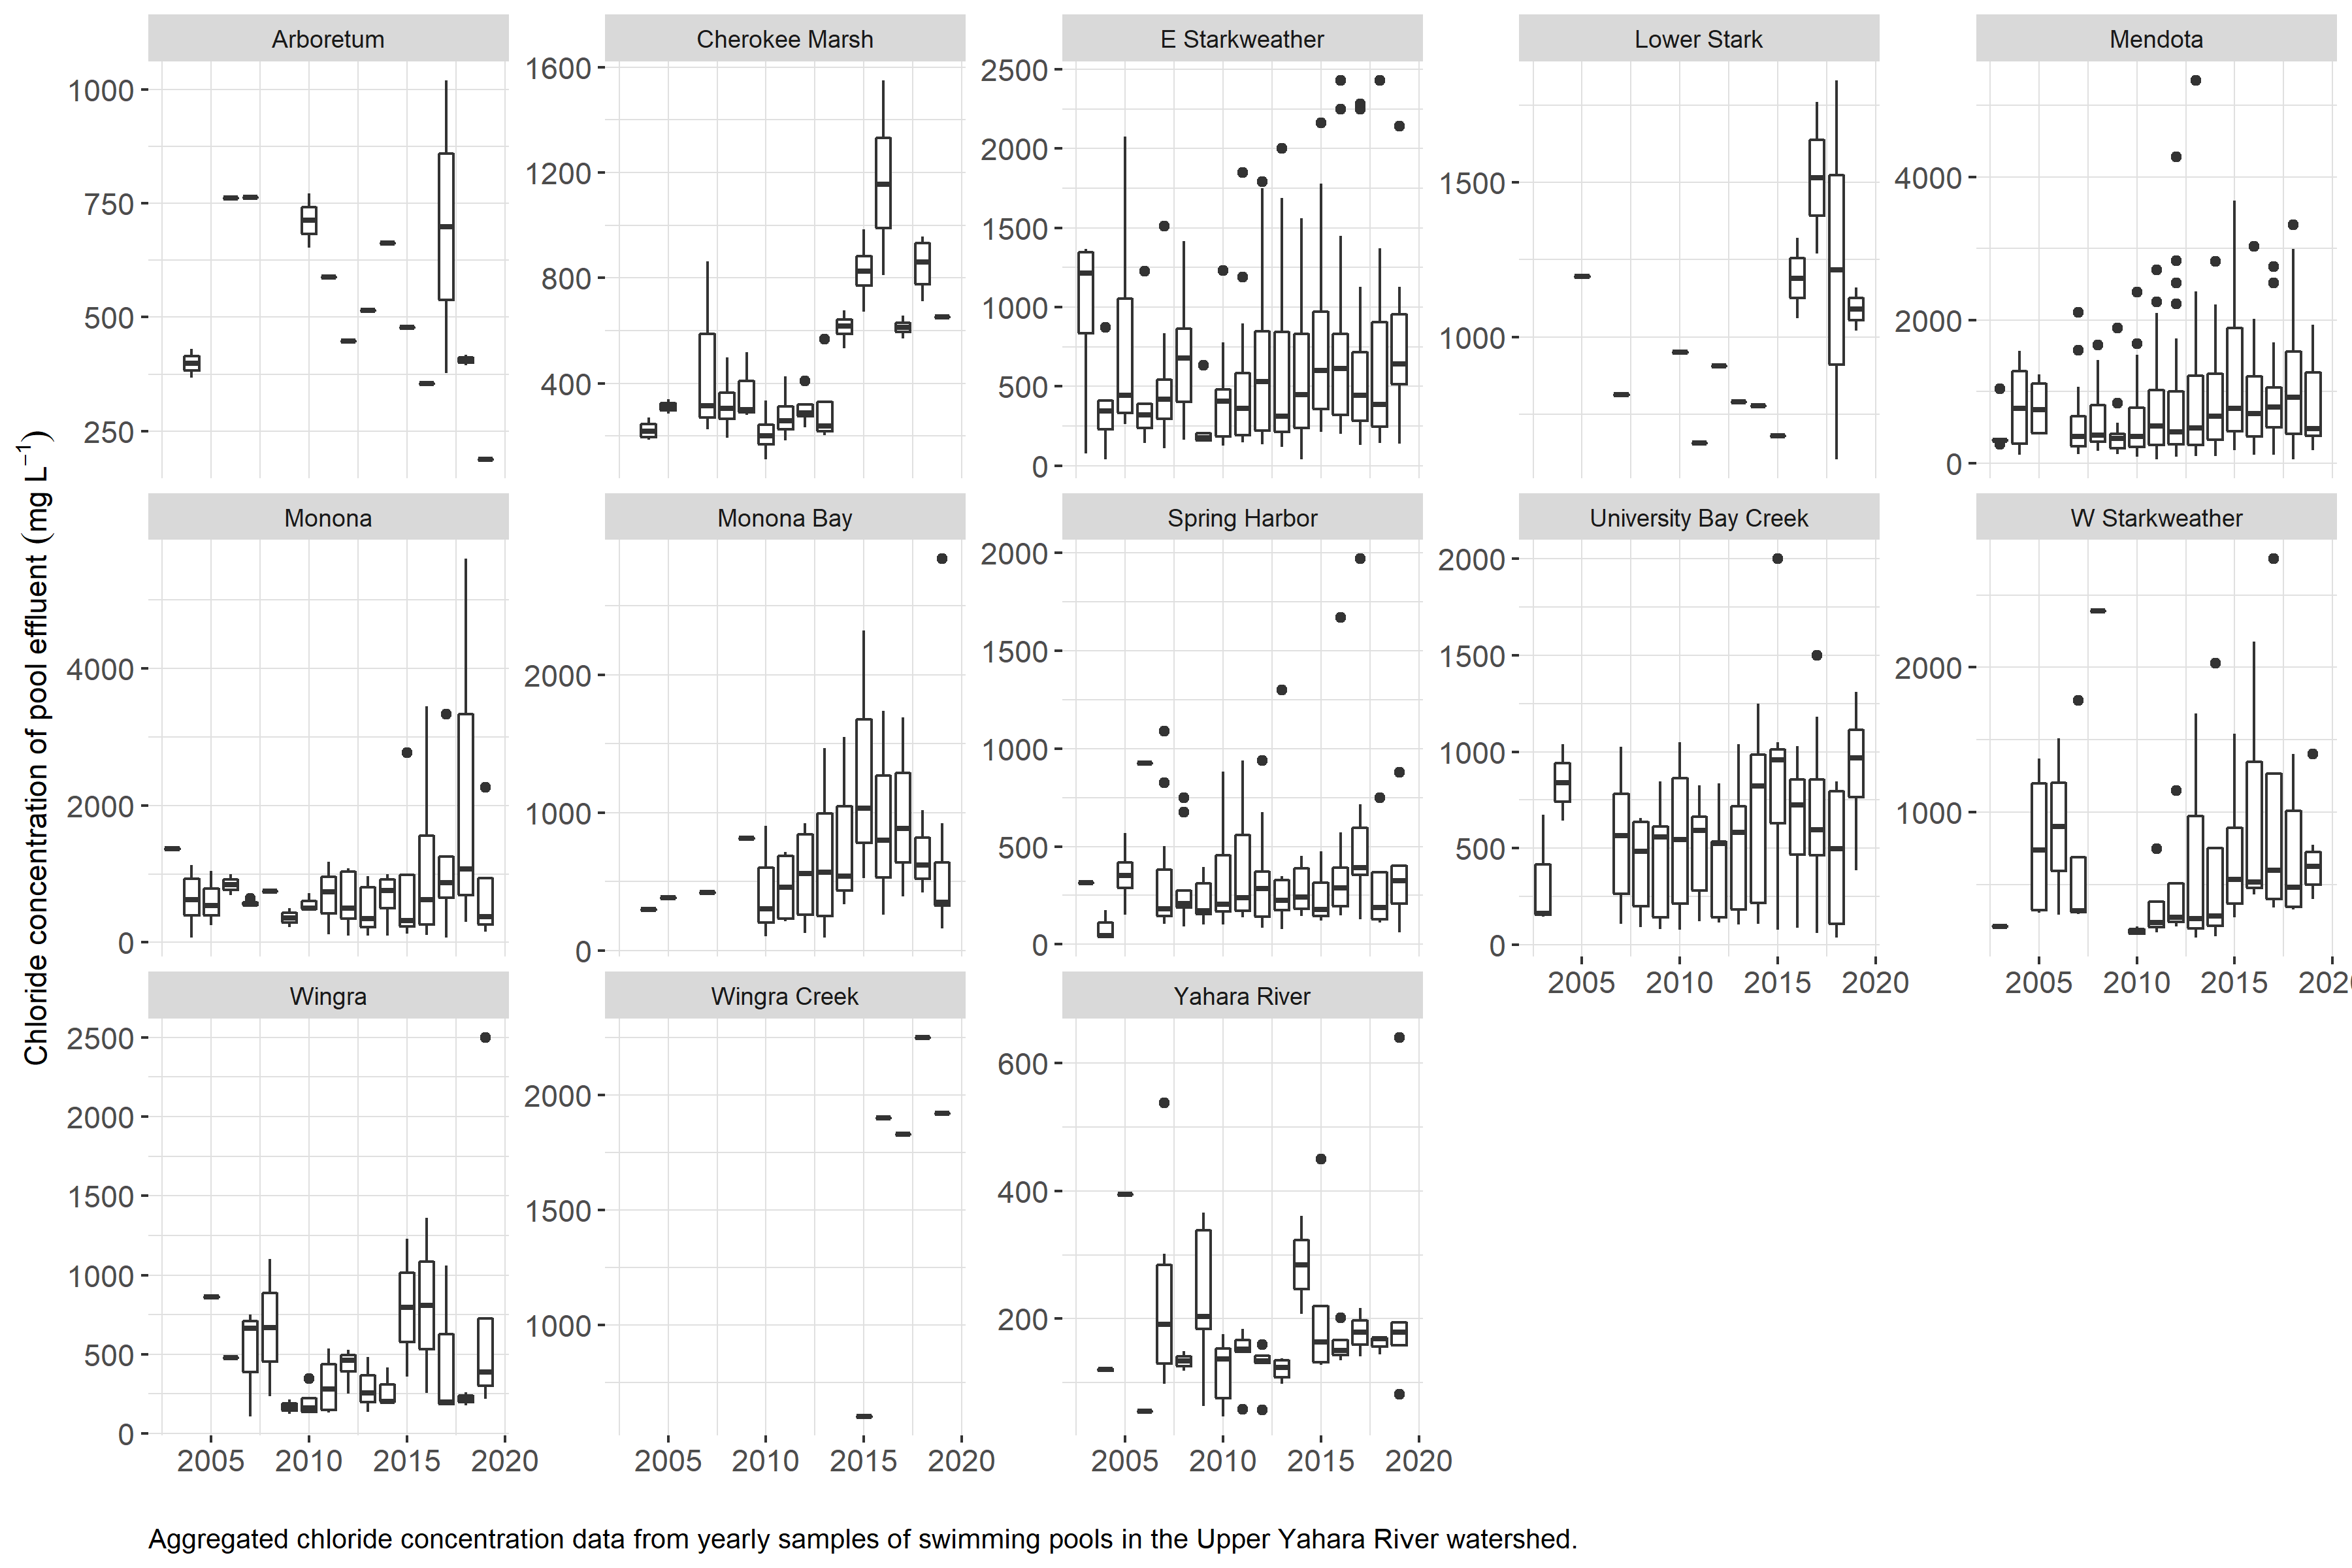 Arboretum
Cherokee Marsh
E Starkweather
Lower Stark
Mendota
1000
750
500
250
1600
1200
800
400
2500
2000
1500
1000
500
0
1500
1000
4000
2000
0
Chloride concentration of pool effluent (mg L⁻¹)
Monona
Monona Bay
Spring Harbor
University Bay Creek
W Starkweather
4000
2000
0
2000
1000
0
2000
1500
1000
500
0
2000
1500
1000
500
0
2000
1000
2005 2010 2015 2020
2005 2010 2015 202
Wingra
Wingra Creek
Yahara River
2500
2000
1500
1000
500
0
2000
1500
1000
600
400
200
2005 2010 2015 2020
2005 2010 2015 2020
2005 2010 2015 2020
Aggregated chloride concentration data from yearly samples of swimming pools in the Upper Yahara River watershed.